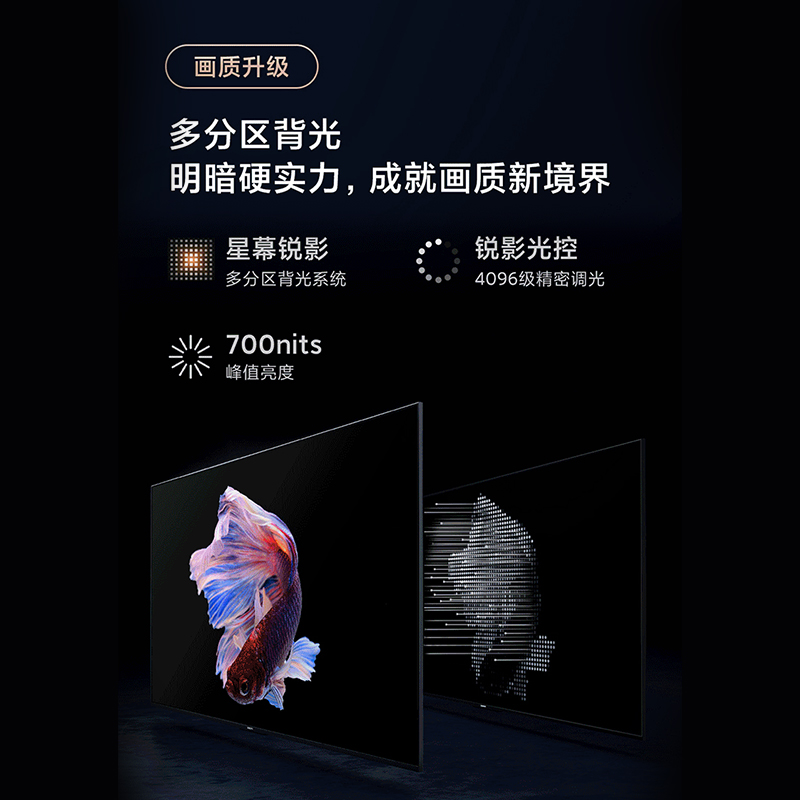 画质升级
多分区背光
明暗硬实力，成就画质新境界
星幕锐影
多分区背光系统
锐影光控
4096级精密调光
700nits
峰值亮度